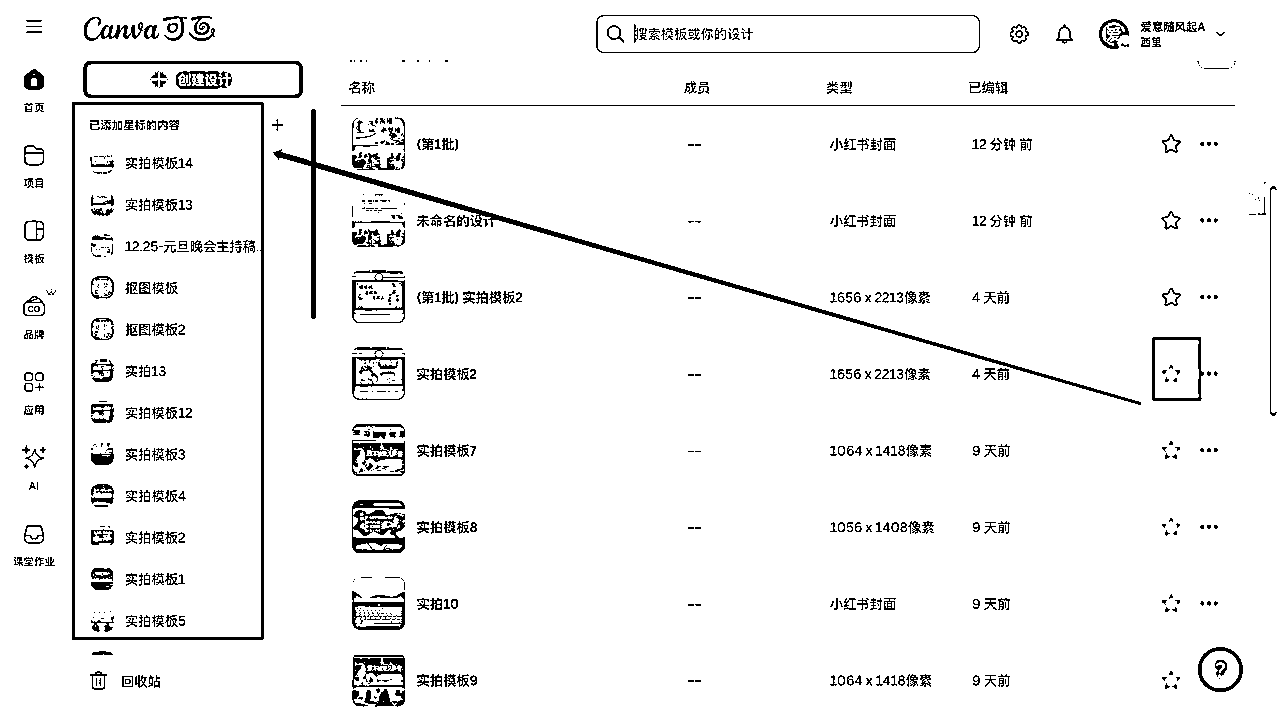 Canva 可画
搜索模板或你的设计
爱意随风起A
西里
首页
项目
模板
品牌
应用
AI
课堂作业
创建设计
已添加星标的内容
实拍模板14
实拍模板13
12.25-元旦晚会主持稿...
抠图模板
抠图模板2
实拍13
实拍模板12
实拍模板3
实拍模板4
实拍模板2
实拍模板1
实拍模板5
回收站
名称 成员 类型 已编辑
(第1批) -- 小红书封面 12 分钟 前
未命名的设计 -- 小红书封面 12 分钟 前
(第1批) 实拍模板2 -- 1656 x 2213像素 4 天前
实拍模板2 -- 1656 x 2213像素 4 天前
实拍模板7 -- 1064 x 1418像素 9 天前
实拍模板8 -- 1056 x 1408像素 9 天前
实拍10 -- 小红书封面 9 天前
实拍模板9 -- 1064 x 1418像素 9 天前